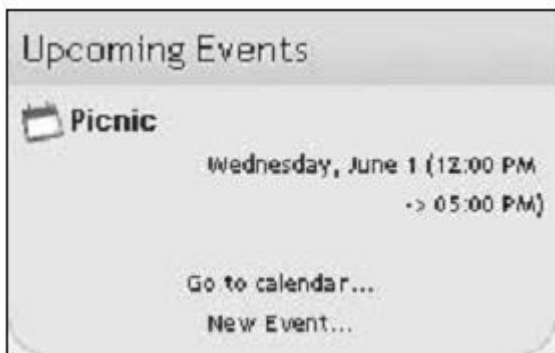 Upcoming Events
Picnic
Wednesday, June 1 (12:00 PM
-> 05:00 PM)
Go to calendar...
New Event...